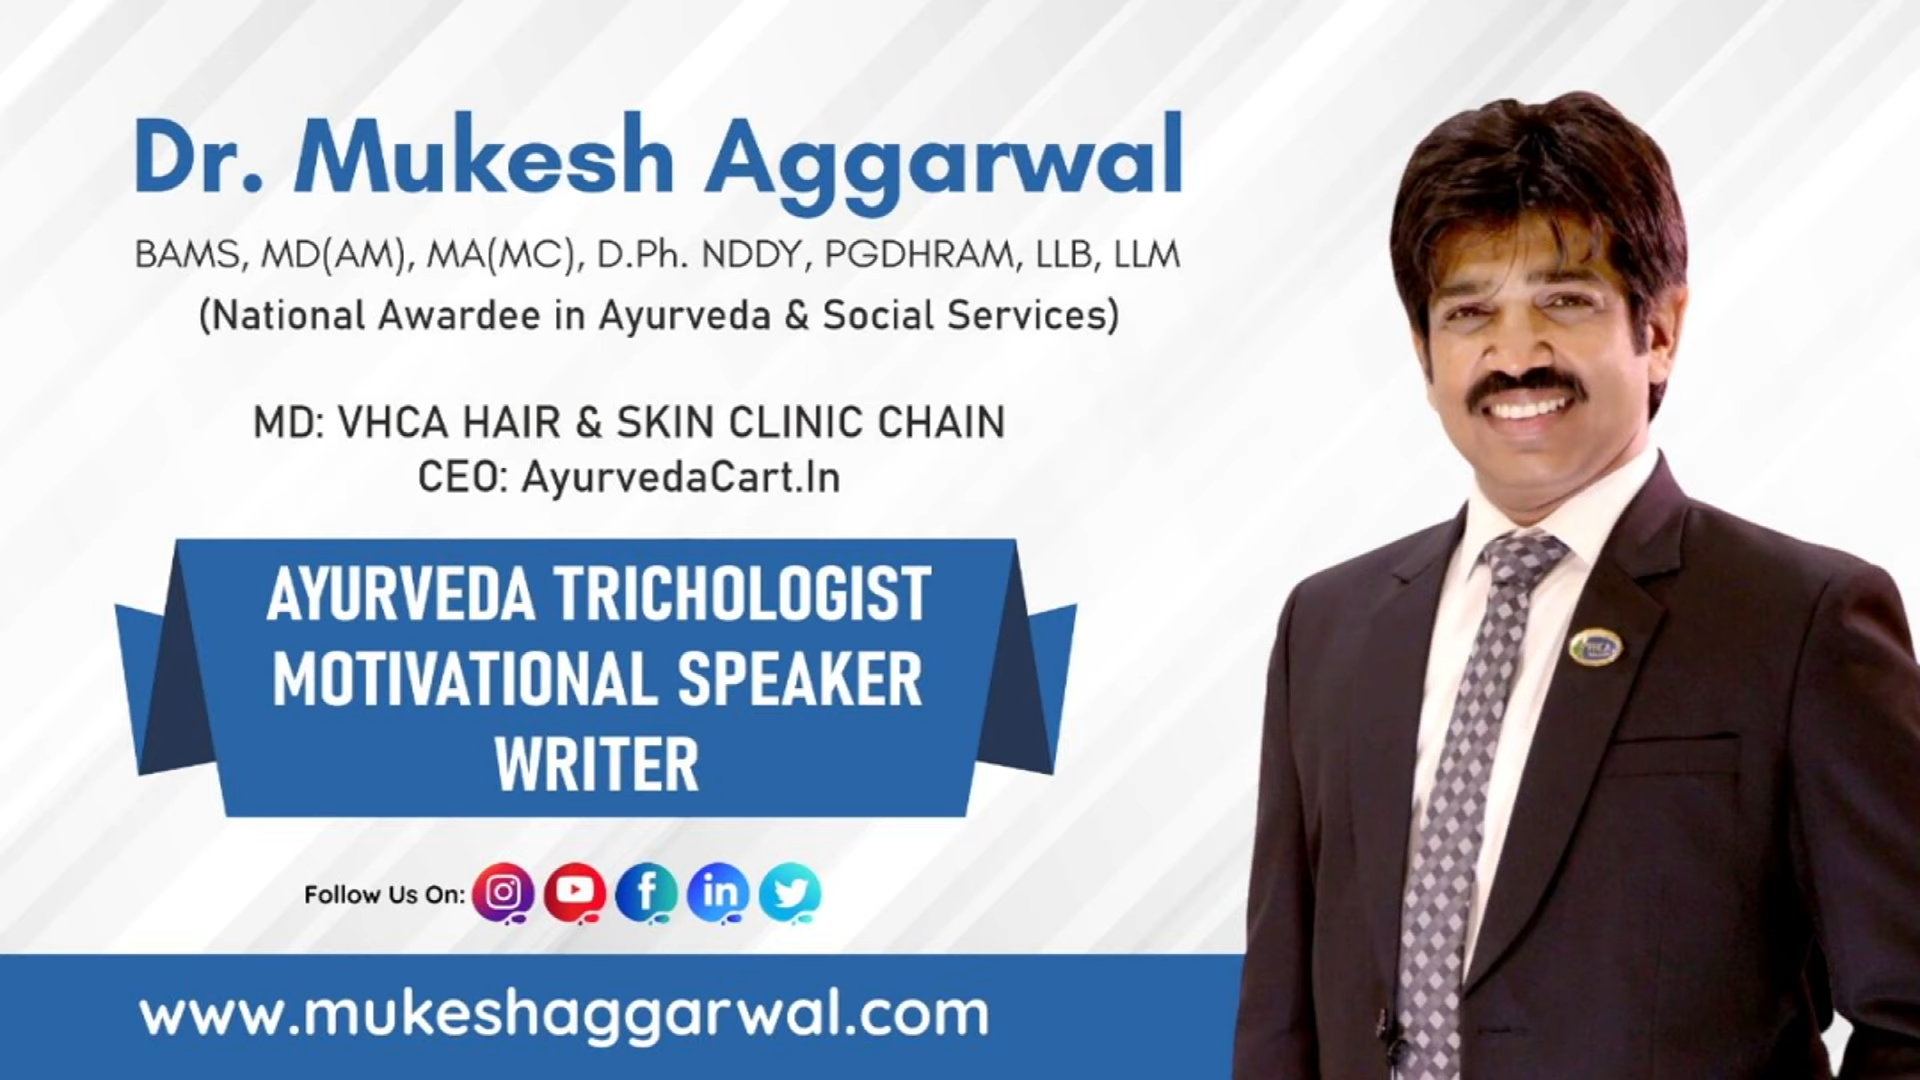 Dr. Mukesh Aggarwal
BAMS, MD(AM), MA(MC), D.Ph. NDDY, PGDHRAM, LLB, LLM
(National Awardee in Ayurveda & Social Services)
MD: VHCA HAIR & SKIN CLINIC CHAIN
CEO: AyurvedaCart.In
AYURVEDA TRICHOLOGIST
MOTIVATIONAL SPEAKER
WRITER
Follow Us On:
www.mukeshaggarwal.com